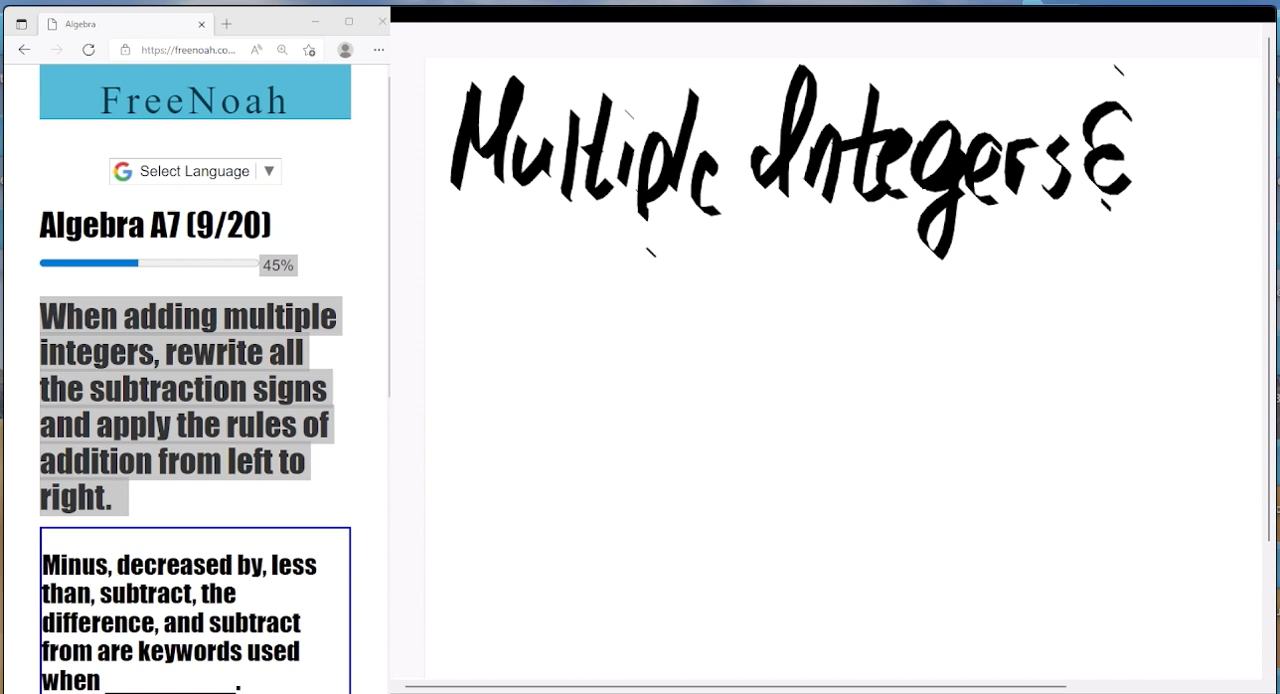 Algebra
https://freenoah.co...
FreeNoah
Select Language
Algebra A7 (9/20)
45%
When adding multiple
integers, rewrite all
the subtraction signs
and apply the rules of
addition from left to
right.
Minus, decreased by, less
than, subtract, the
difference, and subtract
from are keywords used
when __________.
Multiple Integers &